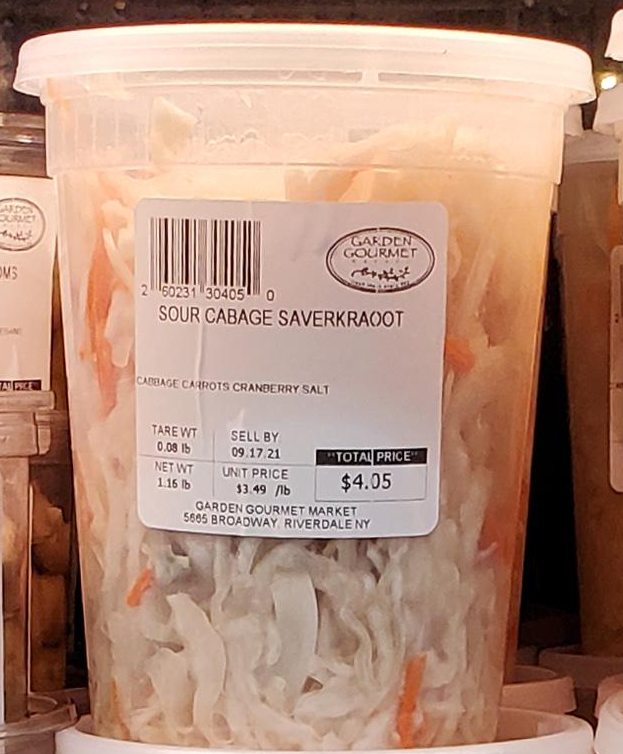 GARDEN
GOURMET
2 60231 30405 0
SOUR CABAGE SAVERKRAOOT
CABBAGE CARROTS CRANBERRY SALT
TARE WT
0.08 lb
SELL BY
09.17.21
NET WT
1.16 lb
UNIT PRICE
$3.49 /lb
"TOTAL PRICE"
$4.05
GARDEN GOURMET MARKET
5665 BROADWAY RIVERDALE NY